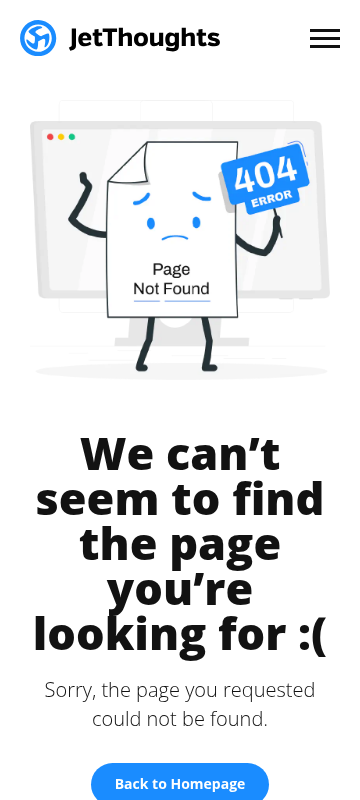 JetThoughts
404
ERROR
Page
Not Found
We can’t
seem to find
the page
you’re
looking for :(
Sorry, the page you requested
could not be found.
Back to Homepage